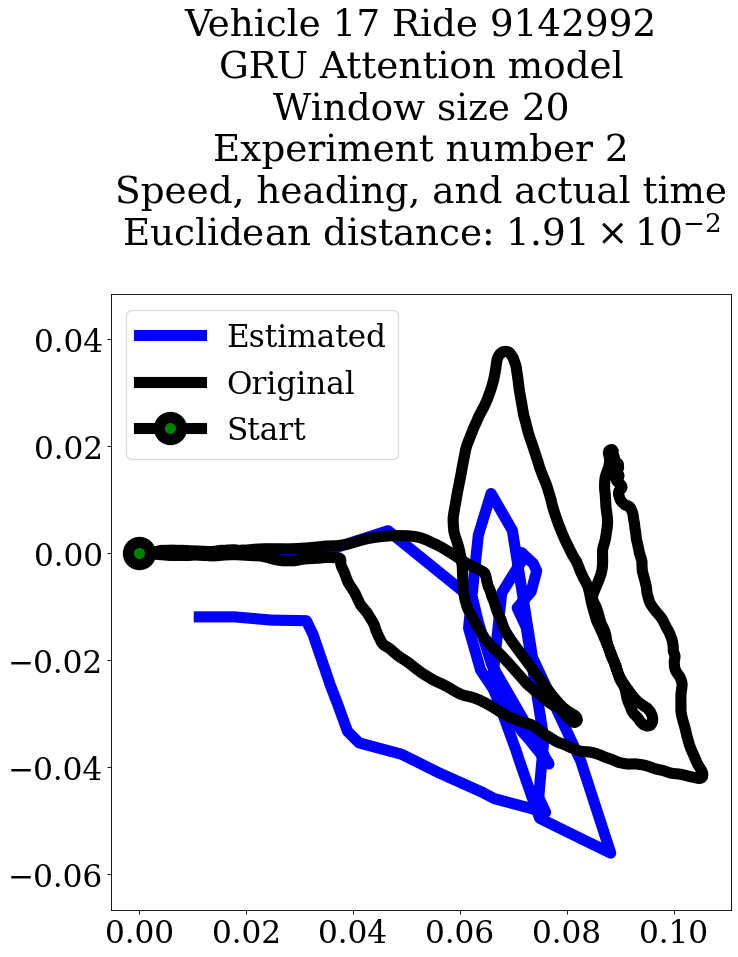 Vehicle 17 Ride 9142992
GRU Attention model
Window size 20
Experiment number 2
Speed, heading, and actual time
Euclidean distance: 1.91 × 10⁻²
Estimated
Original
Start
0.04
0.02
0.00
−0.02
−0.04
−0.06
0.00 0.02 0.04 0.06 0.08 0.10